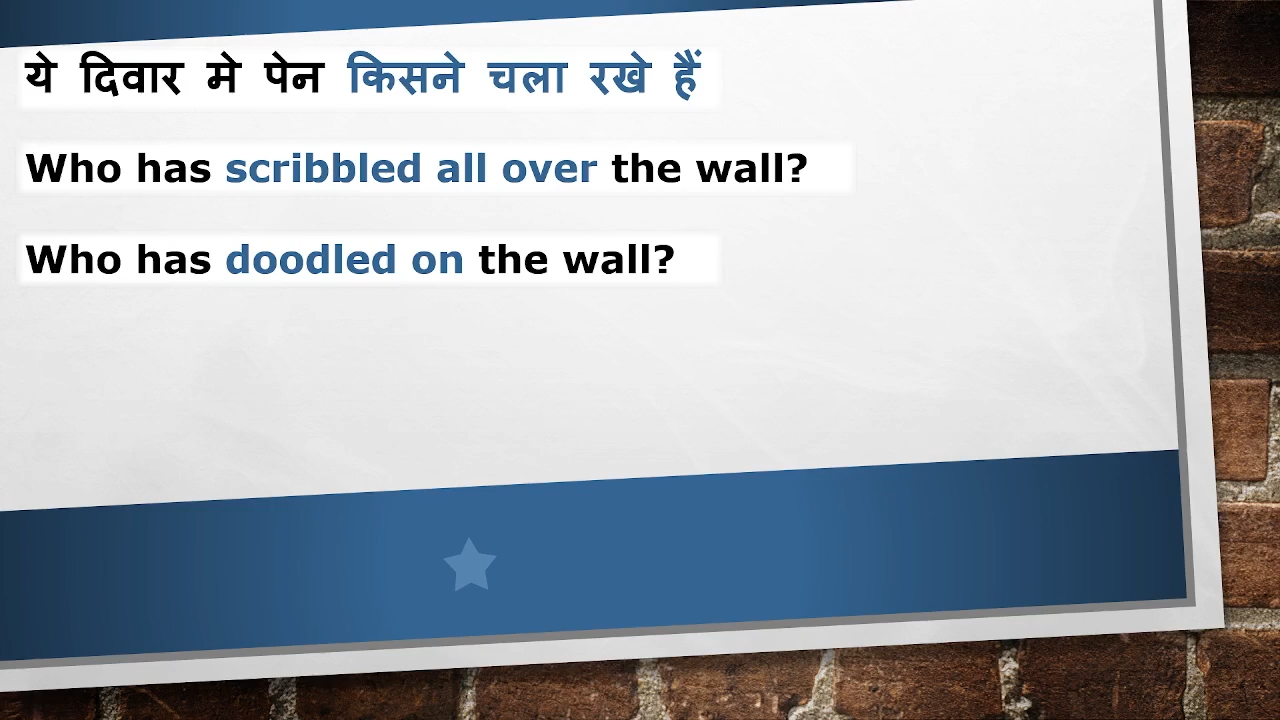 ये दिवार मे पेन किसने चला रखे हैं
Who has scribbled all over the wall?
Who has doodled on the wall?